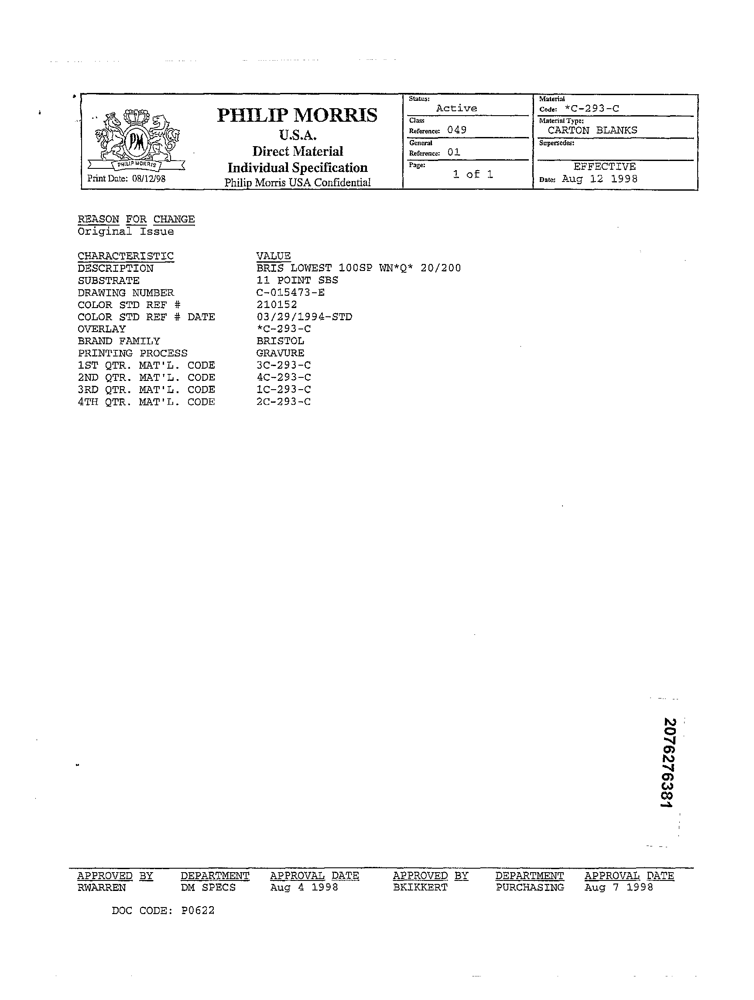 PM
PHILIP MORRIS
Print Date: 08/12/98
PHILIP MORRIS
U.S.A.
Direct Material
Individual Specification
Philip Morris USA Confidential
Status:
Active
Class
Reference: 049
General
Reference: 01
Page:
1 of 1
Material
Code: *C-293-C
Material Type:
CARTON BLANKS
Supersedes:
EFFECTIVE
Date: Aug 12 1998
REASON FOR CHANGE
Original Issue
CHARACTERISTIC VALUE
DESCRIPTION BRIS LOWEST 100SP WN*Q* 20/200
SUBSTRATE 11 POINT SBS
DRAWING NUMBER C-015473-E
COLOR STD REF # 210152
COLOR STD REF # DATE 03/29/1994-STD
OVERLAY *C-293-C
BRAND FAMILY BRISTOL
PRINTING PROCESS GRAVURE
1ST QTR. MAT'L. CODE 3C-293-C
2ND QTR. MAT'L. CODE 4C-293-C
3RD QTR. MAT'L. CODE 1C-293-C
4TH QTR. MAT'L. CODE 2C-293-C
2076276381
APPROVED BY DEPARTMENT APPROVAL DATE APPROVED BY DEPARTMENT APPROVAL DATE
RWARREN DM SPECS Aug 4 1998 BKIKKERT PURCHASING Aug 7 1998
DOC CODE: P0622